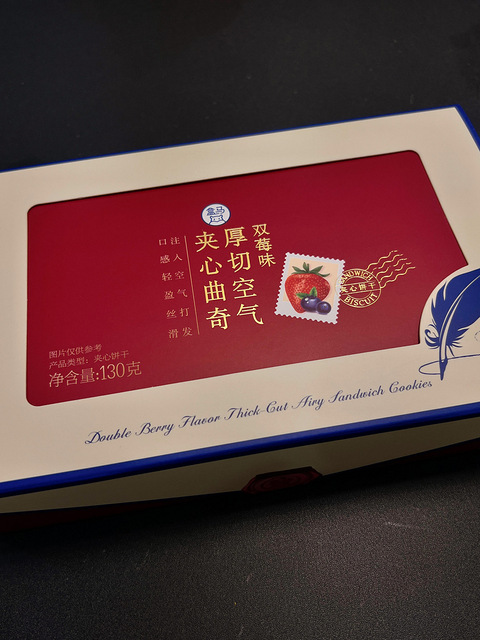 盒马
双莓味
厚切空气
夹心曲奇
注入空气打发
口感轻盈丝滑
SANDWICH
夹心饼干
BISCUIT
图片仅供参考
产品类型：夹心饼干
净含量:130克
Double Berry Flavor Thick-Cut Airy Sandwich Cookies